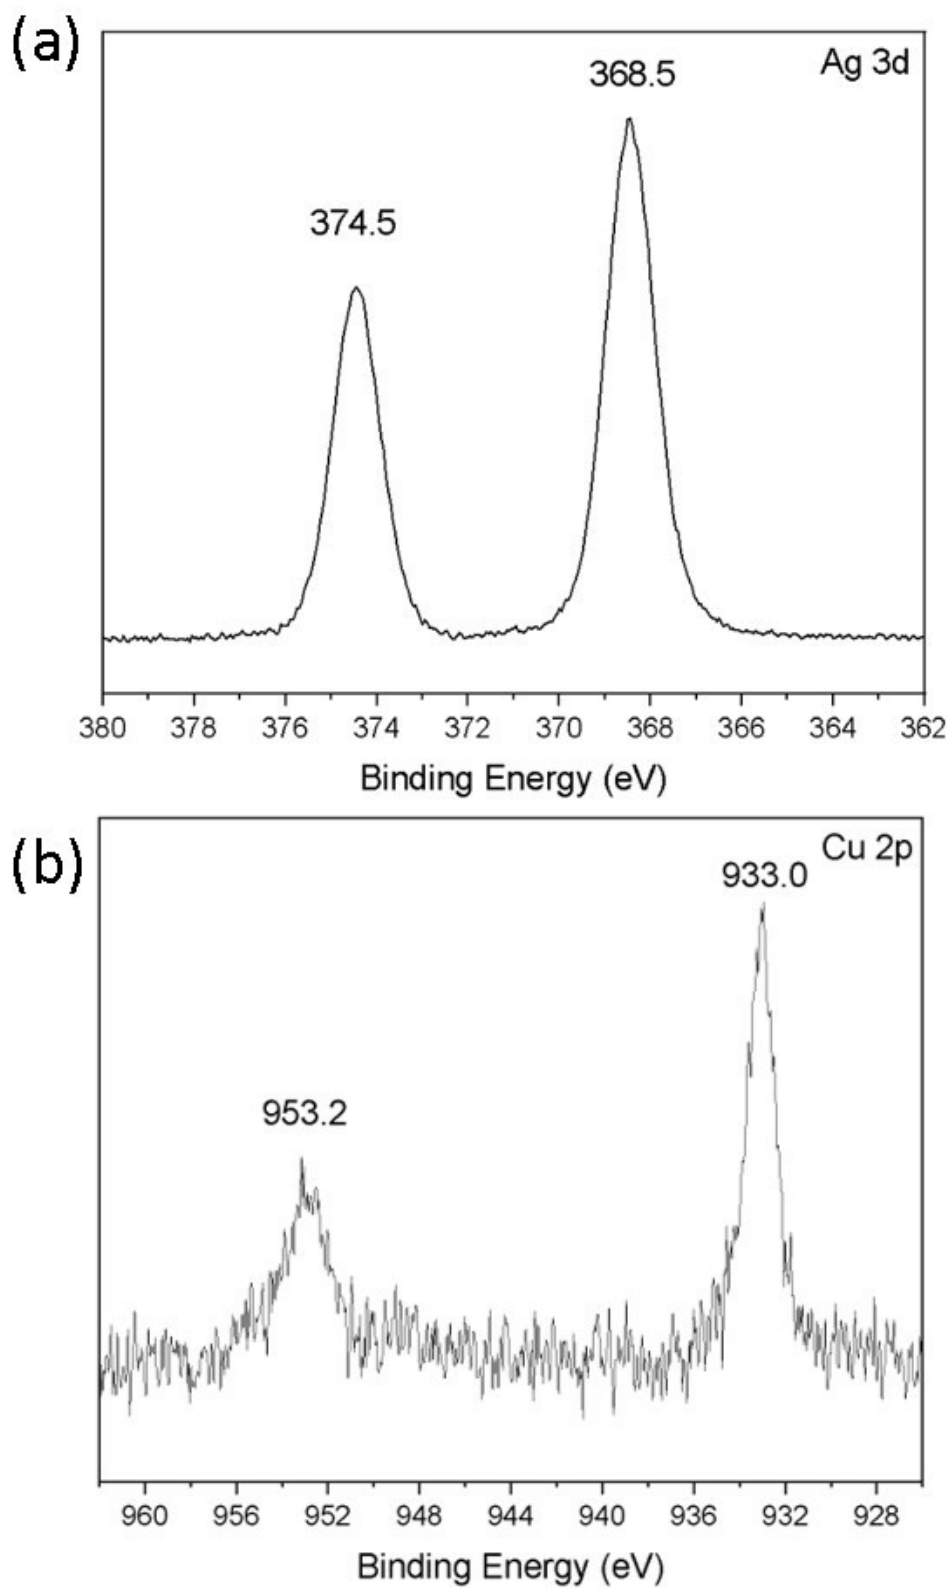 (a)
Ag 3d
368.5
374.5
380 378 376 374 372 370 368 366 364 362
Binding Energy (eV)
(b)
Cu 2p
933.0
953.2
960 956 952 948 944 940 936 932 928
Binding Energy (eV)